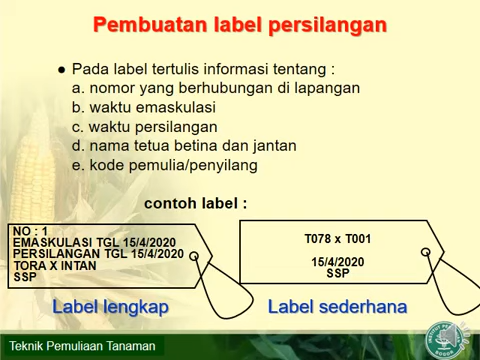 Pembuatan label persilangan
● Pada label tertulis informasi tentang :
a. nomor yang berhubungan di lapangan
b. waktu emaskulasi
c. waktu persilangan
d. nama tetua betina dan jantan
e. kode pemulia/penyilang
contoh label :
NO : 1
EMASKULASI TGL 15/4/2020
PERSILANGAN TGL 15/4/2020
TORA X INTAN
SSP
T078 x T001
15/4/2020
SSP
Label lengkap
Label sederhana
Teknik Pemuliaan Tanaman